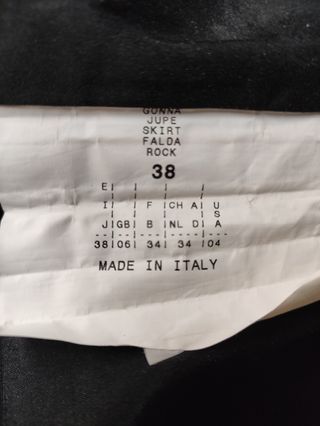 GONNA
JUPE
SKIRT
FALDA
ROCK
38
E| | | |
I| | F |CH A| U
J|GB| B |NL D| S A
--|--|---|----|--
38|06| 34| 34 |04
MADE IN ITALY